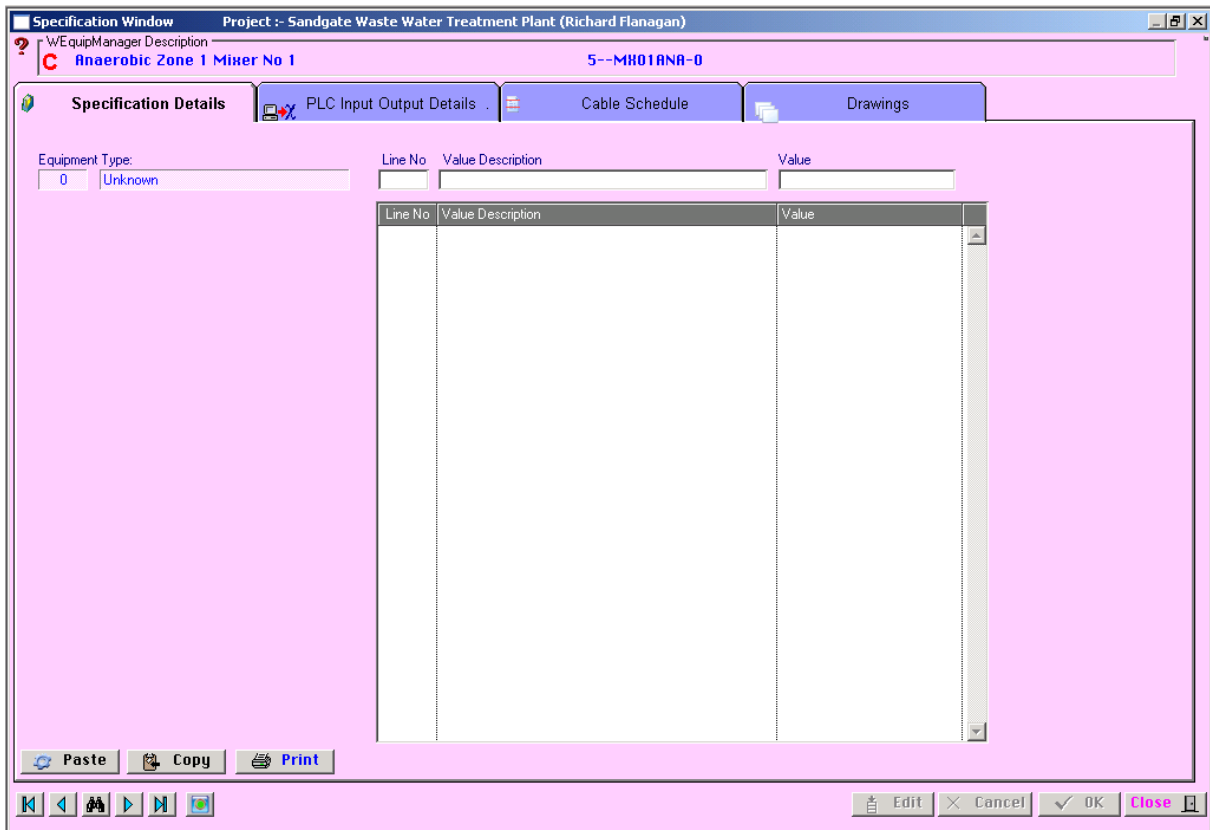 Specification Window Project :- Sandgate Waste Water Treatment Plant (Richard Flanagan)
WEquipManager Description
C Anaerobic Zone 1 Mixer No 1 5--MX01ANA-0
Specification Details PLC Input Output Details . Cable Schedule Drawings
Equipment Type: Line No Value Description Value
0 Unknown
Line No Value Description Value
Paste Copy Print
Edit Cancel OK Close